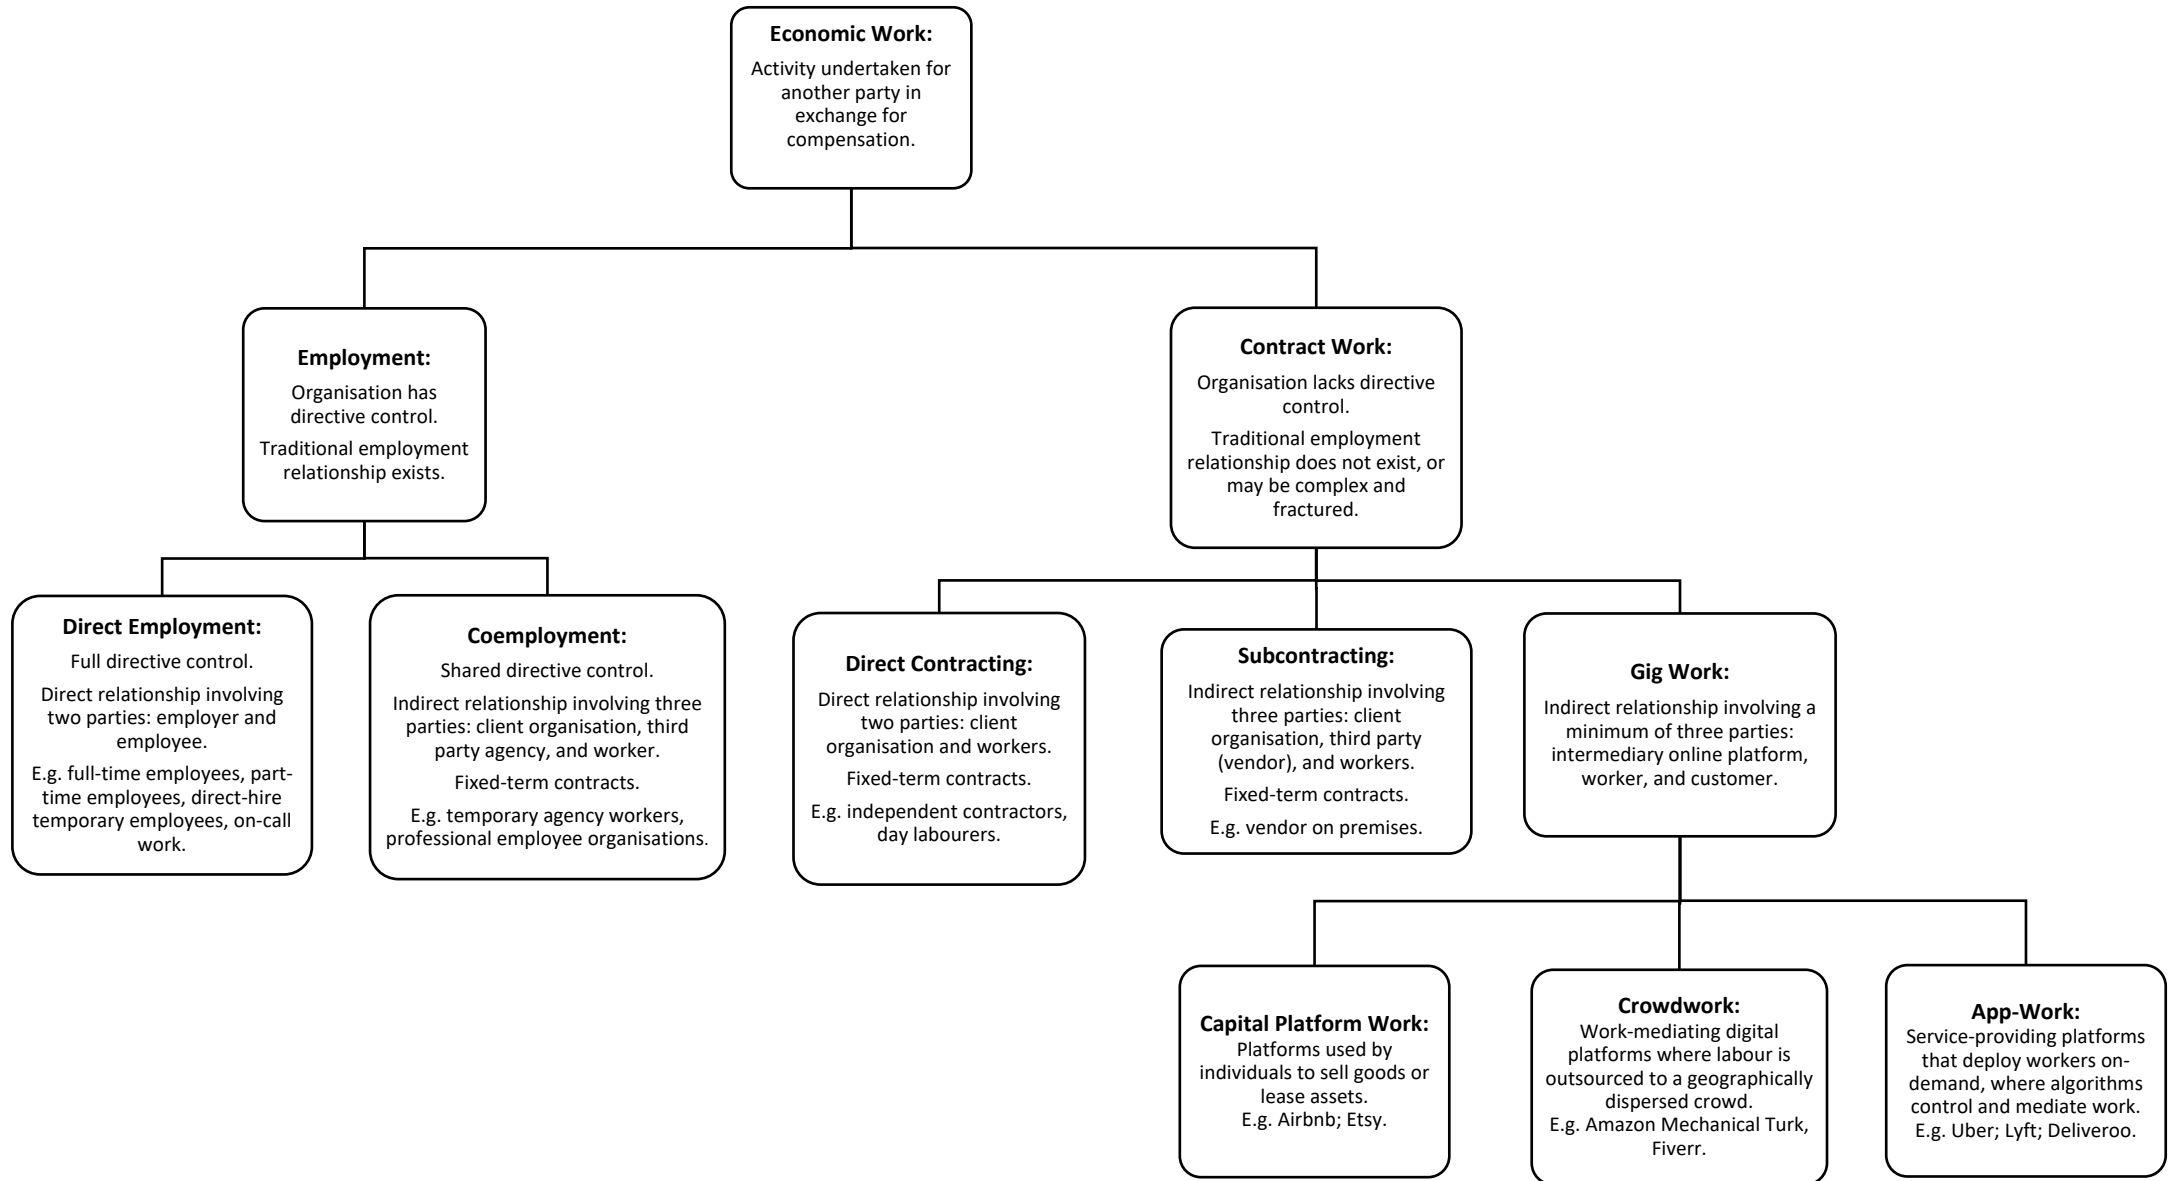 Economic Work:
Activity undertaken for
another party in
exchange for
compensation.
Employment:
Organisation has
directive control.
Traditional employment
relationship exists.
Contract Work:
Organisation lacks directive
control.
Traditional employment
relationship does not exist, or
may be complex and
fractured.
Direct Employment:
Full directive control.
Direct relationship involving
two parties: employer and
employee.
E.g. full-time employees, part-
time employees, direct-hire
temporary employees, on-call
work.
Coemployment:
Shared directive control.
Indirect relationship involving three
parties: client organisation, third
party agency, and worker.
Fixed-term contracts.
E.g. temporary agency workers,
professional employee organisations.
Direct Contracting:
Direct relationship involving
two parties: client
organisation and workers.
Fixed-term contracts.
E.g. independent contractors,
day labourers.
Subcontracting:
Indirect relationship involving
three parties: client
organisation, third party
(vendor), and workers.
Fixed-term contracts.
E.g. vendor on premises.
Gig Work:
Indirect relationship involving a
minimum of three parties:
intermediary online platform,
worker, and customer.
Capital Platform Work:
Platforms used by
individuals to sell goods or
lease assets.
E.g. Airbnb; Etsy.
Crowdwork:
Work-mediating digital
platforms where labour is
outsourced to a geographically
dispersed crowd.
E.g. Amazon Mechanical Turk,
Fiverr.
App-Work:
Service-providing platforms
that deploy workers on-
demand, where algorithms
control and mediate work.
E.g. Uber; Lyft; Deliveroo.